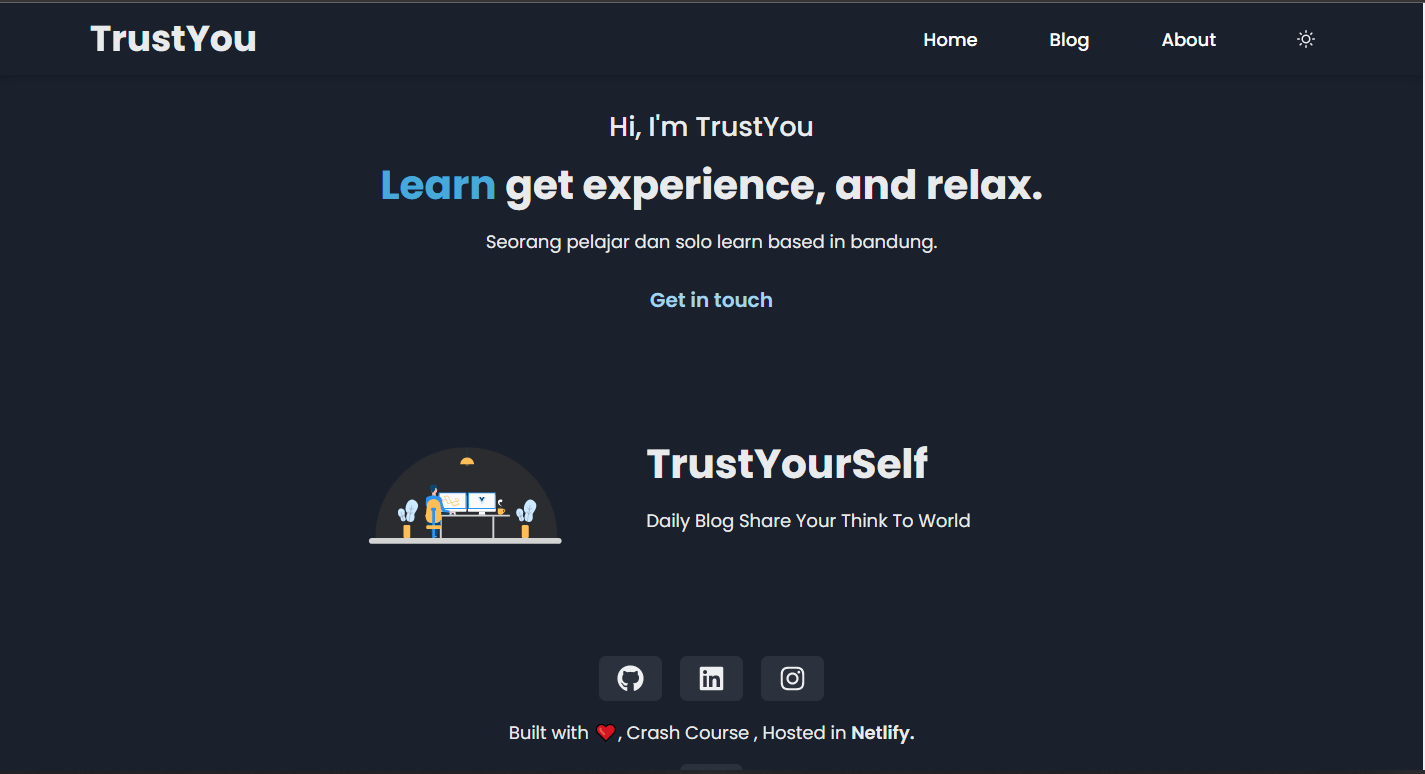 TrustYou
Home
Blog
About
Hi, I'm TrustYou
Learn get experience, and relax.
Seorang pelajar dan solo learn based in bandung.
Get in touch
TrustYourSelf
Daily Blog Share Your Think To World
Built with ❤️, Crash Course , Hosted in Netlify.